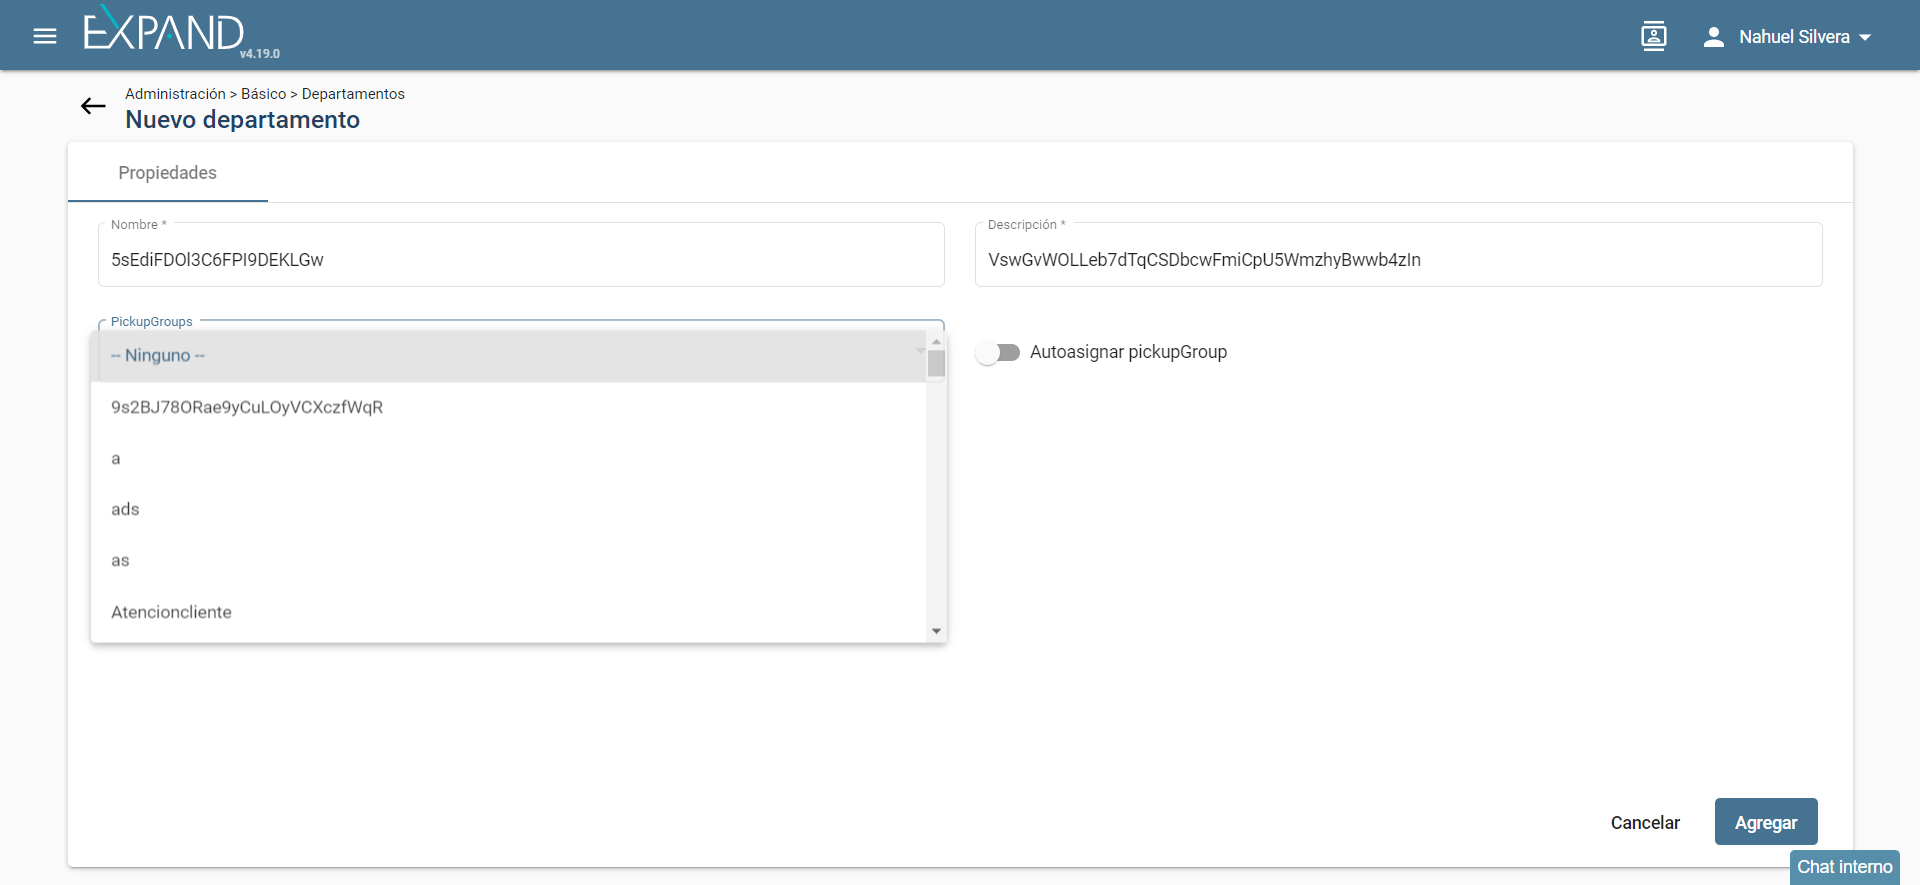 EXPAND
v4.19.0
Nahuel Silvera
Administración > Básico > Departamentos
Nuevo departamento
Propiedades
Nombre *
5sEdiFDOl3C6FPI9DEKLGw
Descripción *
VswGvWOLLeb7dTqCSDbcwFmiCpU5WmzhyBwwb4zIn
PickupGroups
-- Ninguno --
9s2BJ78ORae9yCuLOyVCXczfWqR
a
ads
as
Atencioncliente
Autoasignar pickupGroup
Cancelar
Agregar
Chat interno